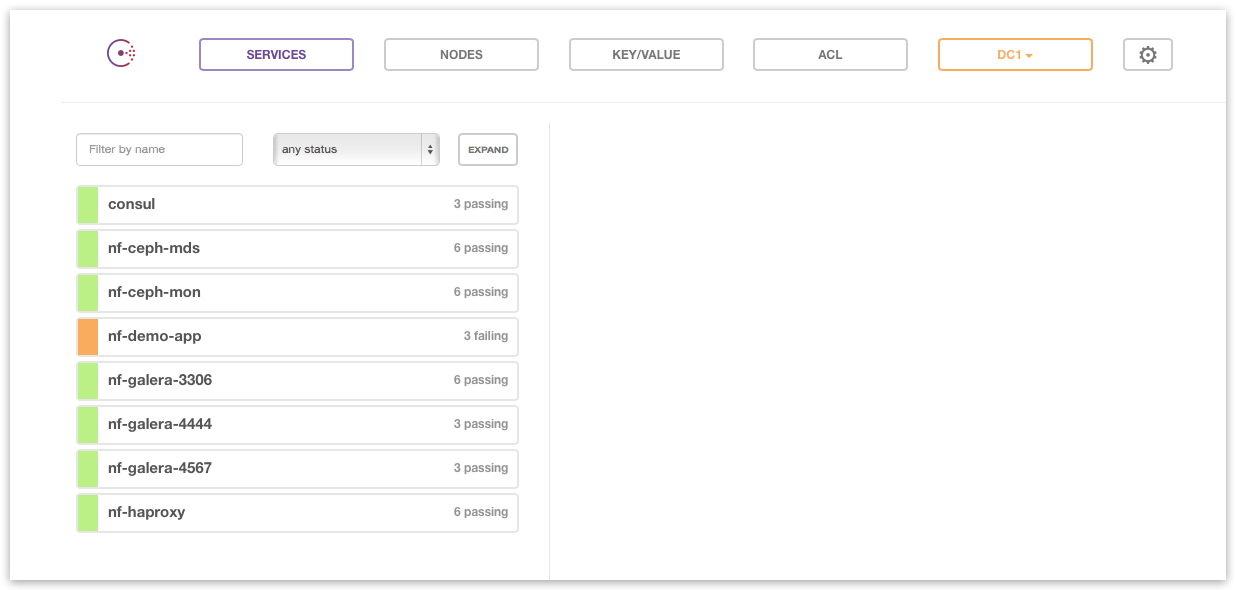 SERVICES NODES KEY/VALUE ACL DC1
Filter by name any status EXPAND
consul 3 passing
nf-ceph-mds 6 passing
nf-ceph-mon 6 passing
nf-demo-app 3 failing
nf-galera-3306 6 passing
nf-galera-4444 3 passing
nf-galera-4567 3 passing
nf-haproxy 6 passing